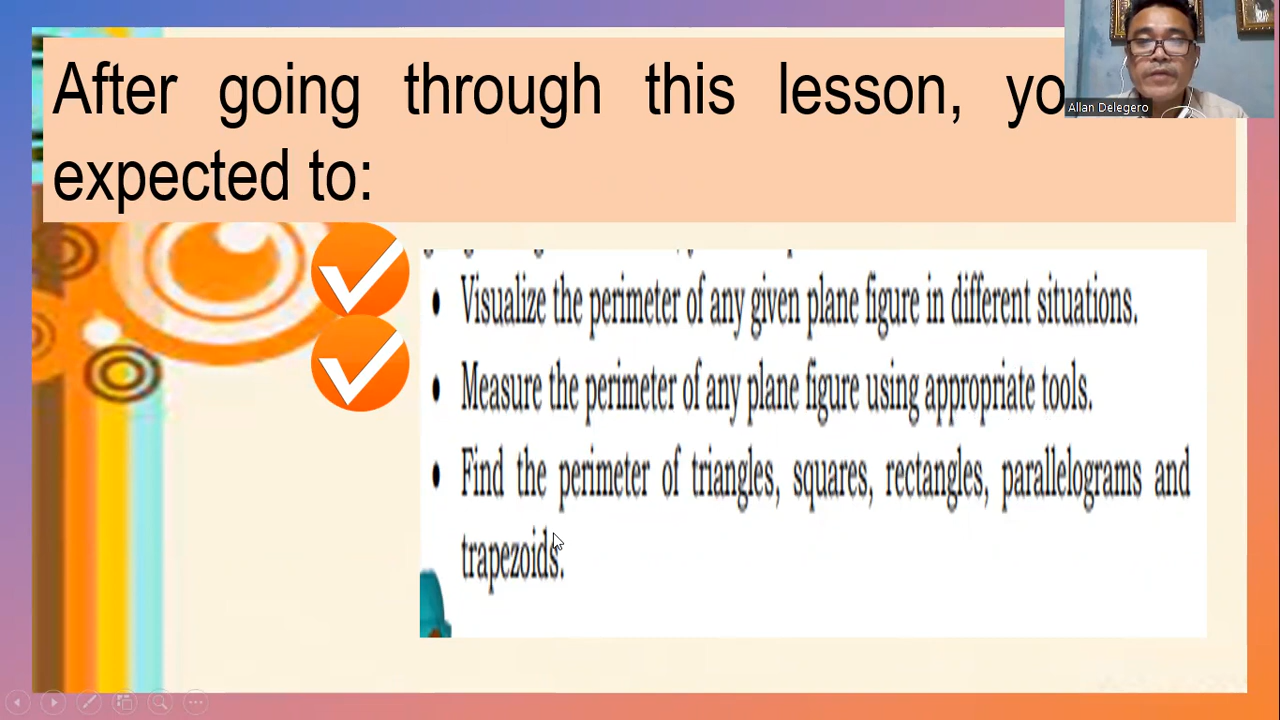 After going through this lesson, yo
expected to:
Allan Delegero
• Visualize the perimeter of any given plane figure in different situations.
• Measure the perimeter of any plane figure using appropriate tools.
• Find the perimeter of triangles, squares, rectangles, parallelograms and
trapezoids.